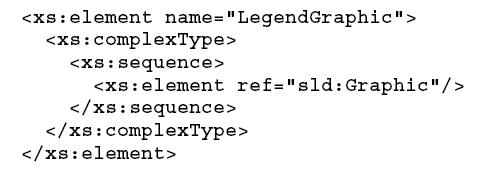 <xs:element name="LegendGraphic">
  <xs:complexType>
    <xs:sequence>
      <xs:element ref="sld:Graphic"/>
    </xs:sequence>
  </xs:complexType>
</xs:element>